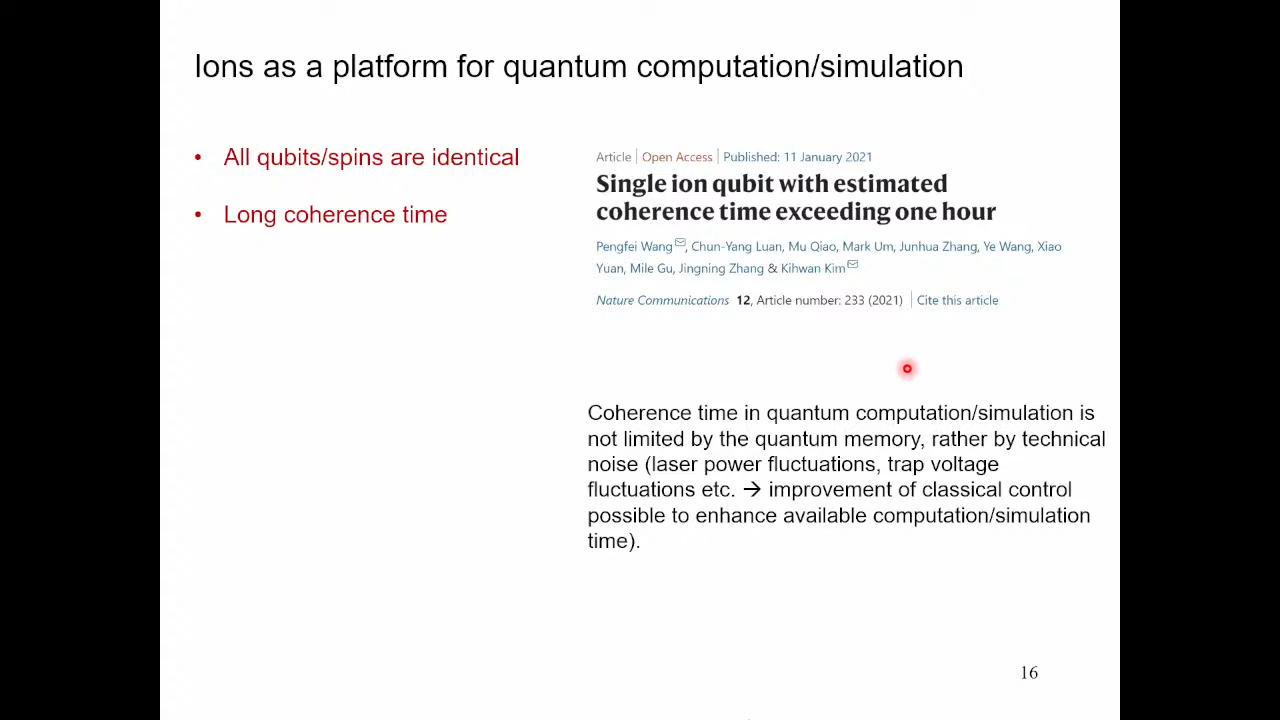 Ions as a platform for quantum computation/simulation
• All qubits/spins are identical
• Long coherence time
Article | Open Access | Published: 11 January 2021
Single ion qubit with estimated
coherence time exceeding one hour
Pengfei Wang, Chun-Yang Luan, Mu Qiao, Mark Um, Junhua Zhang, Ye Wang, Xiao
Yuan, Mile Gu, Jingning Zhang & Kihwan Kim
Nature Communications 12, Article number: 233 (2021) | Cite this article
Coherence time in quantum computation/simulation is
not limited by the quantum memory, rather by technical
noise (laser power fluctuations, trap voltage
fluctuations etc. → improvement of classical control
possible to enhance available computation/simulation
time).
16